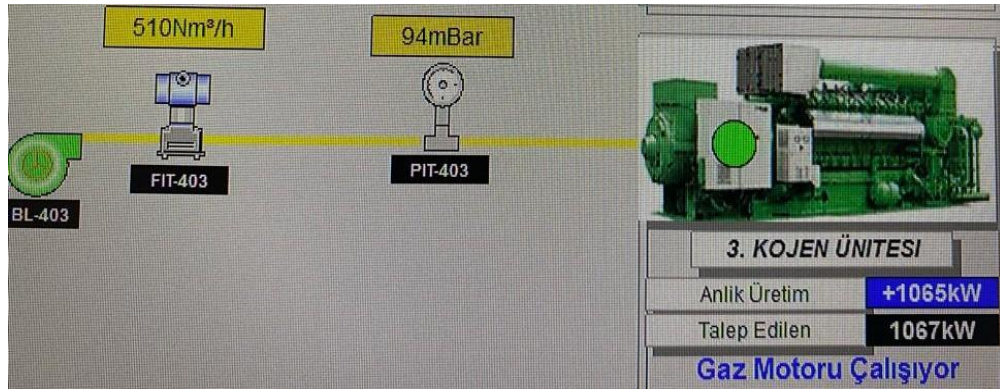 510Nm³/h
94mBar
FIT-403
PIT-403
BL-403
3. KOJEN ÜNITESI
Anlik Üretim +1065kW
Talep Edilen 1067kW
Gaz Motoru Çalışıyor